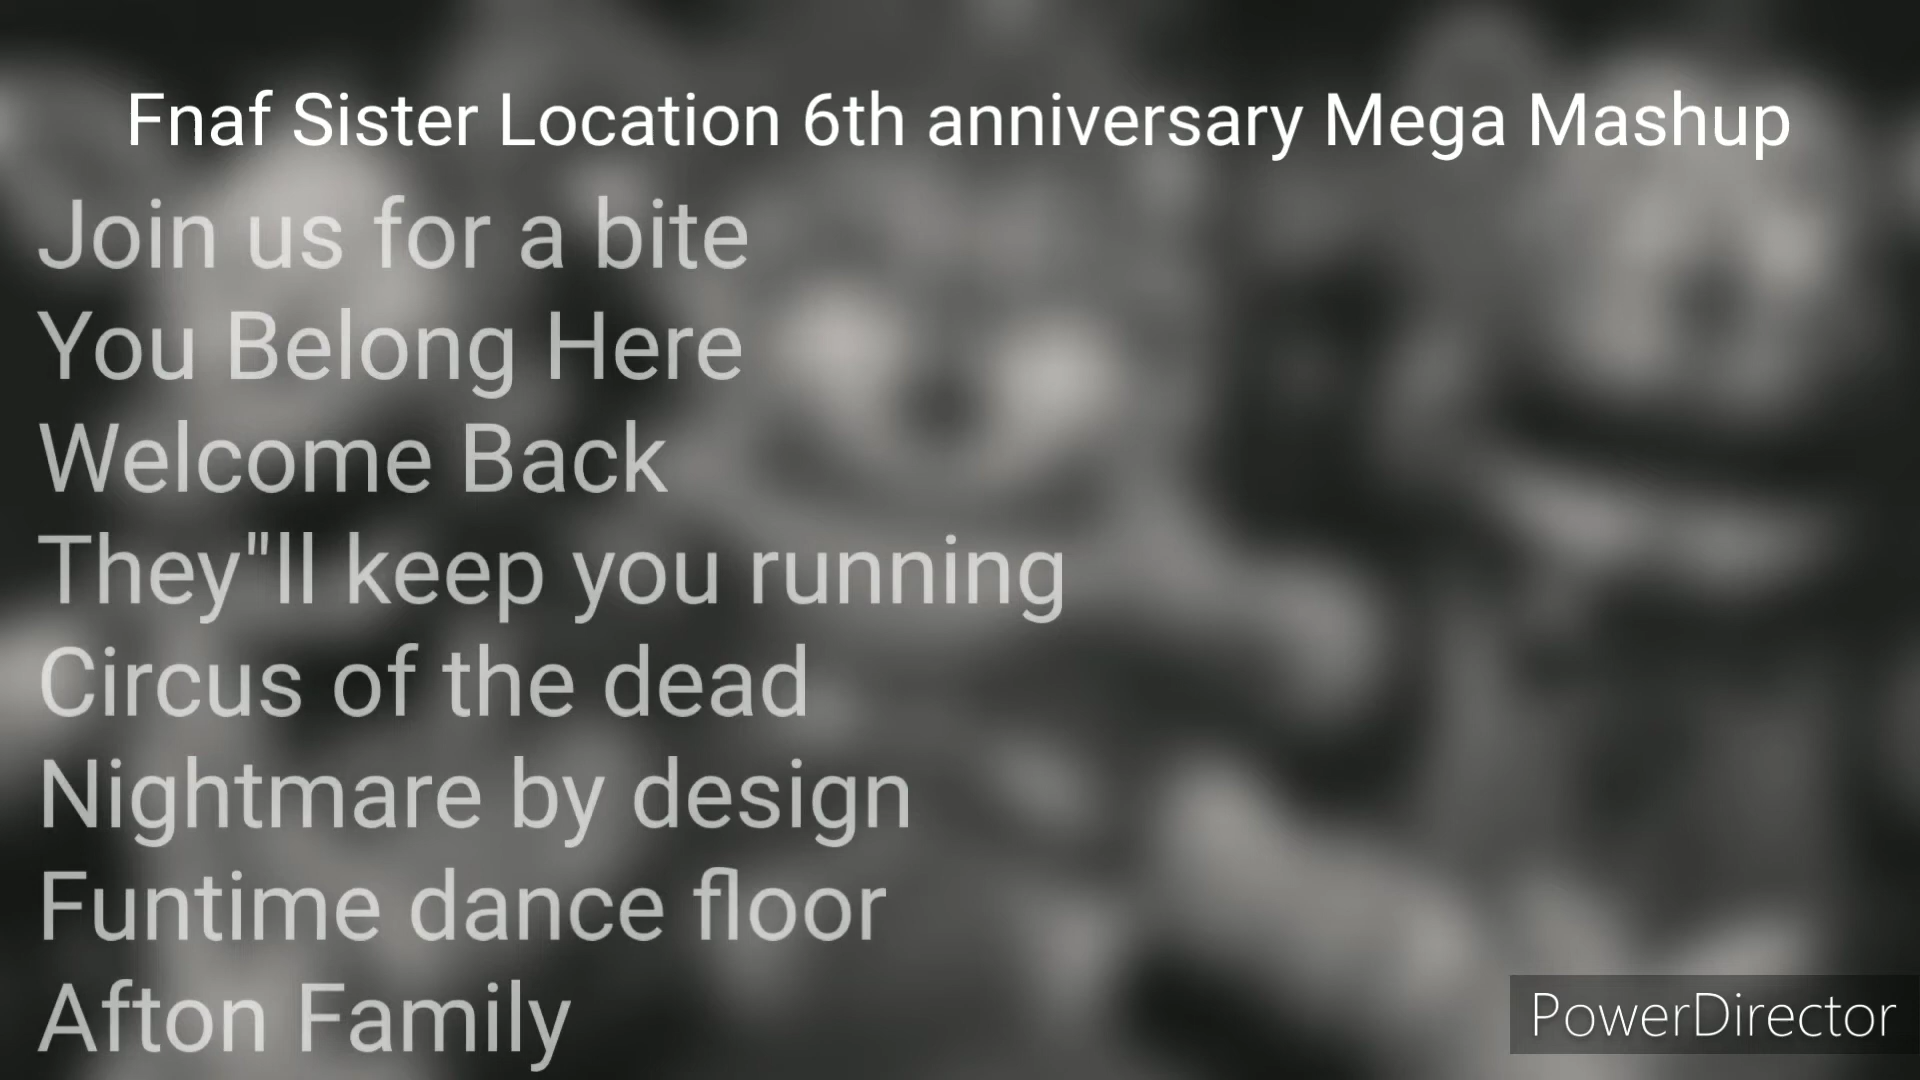 Fnaf Sister Location 6th anniversary Mega Mashup
Join us for a bite
You Belong Here
Welcome Back
They"ll keep you running
Circus of the dead
Nightmare by design
Funtime dance floor
Afton Family
PowerDirector